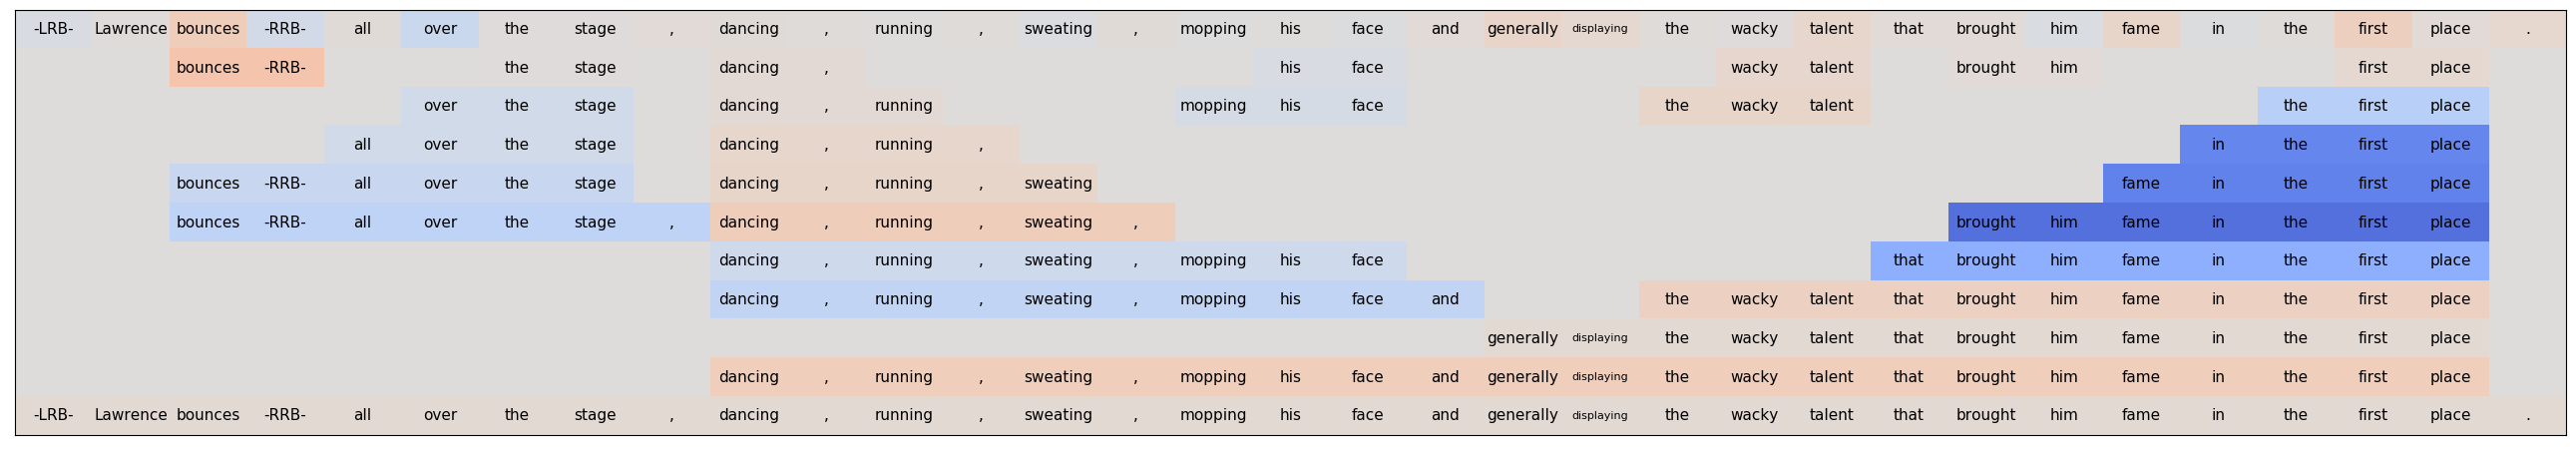 -LRB- Lawrence bounces -RRB- all over the stage , dancing , running , sweating , mopping his face and generally displaying the wacky talent that brought him fame in the first place .
bounces -RRB- the stage dancing , his face wacky talent brought him first place
over the stage dancing , running mopping his face the wacky talent the first place
all over the stage dancing , running , in the first place
bounces -RRB- all over the stage dancing , running , sweating fame in the first place
bounces -RRB- all over the stage , dancing , running , sweating , brought him fame in the first place
dancing , running , sweating , mopping his face that brought him fame in the first place
dancing , running , sweating , mopping his face and the wacky talent that brought him fame in the first place
generally displaying the wacky talent that brought him fame in the first place
dancing , running , sweating , mopping his face and generally displaying the wacky talent that brought him fame in the first place
-LRB- Lawrence bounces -RRB- all over the stage , dancing , running , sweating , mopping his face and generally displaying the wacky talent that brought him fame in the first place .